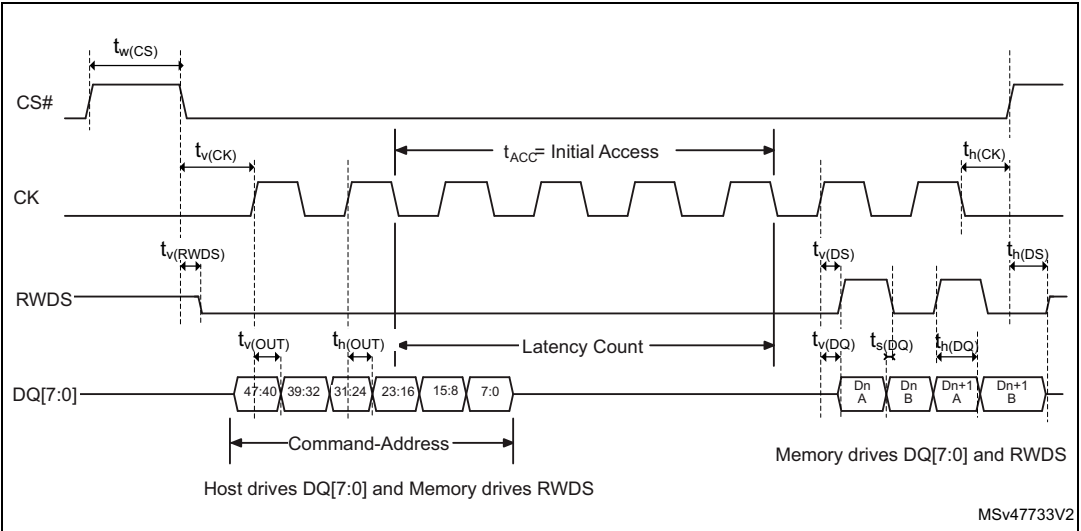 tw(CS)
CS#
tv(CK)
tACC= Initial Access
th(CK)
CK
tv(RWDS)
tv(DS)
th(DS)
RWDS
tv(OUT)
th(OUT)
Latency Count
tv(DQ)
ts(DQ)
th(DQ)
DQ[7:0]
47:40
39:32
31:24
23:16
15:8
7:0
Dn
A
Dn
B
Dn+1
A
Dn+1
B
Command-Address
Memory drives DQ[7:0] and RWDS
Host drives DQ[7:0] and Memory drives RWDS
MSv47733V2